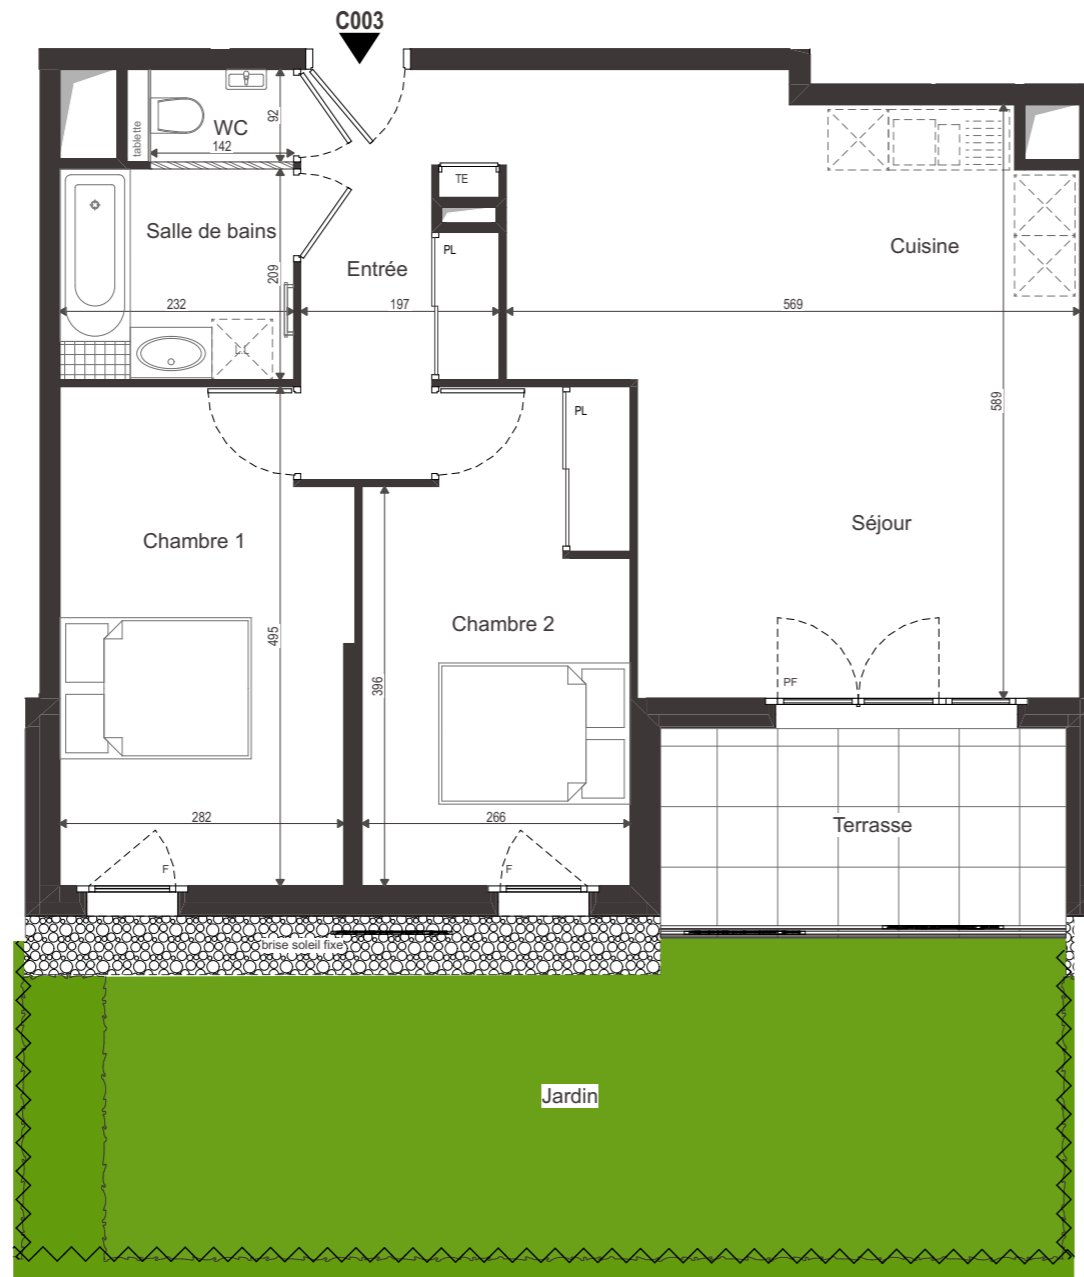 C003
92
WC
tablette
142
TE
Salle de bains
PL
Cuisine
Entrée
209
232
197
569
589
PL
Séjour
Chambre 1
Chambre 2
495
396
PF
282
266
Terrasse
F
F
brise soleil fixe
Jardin